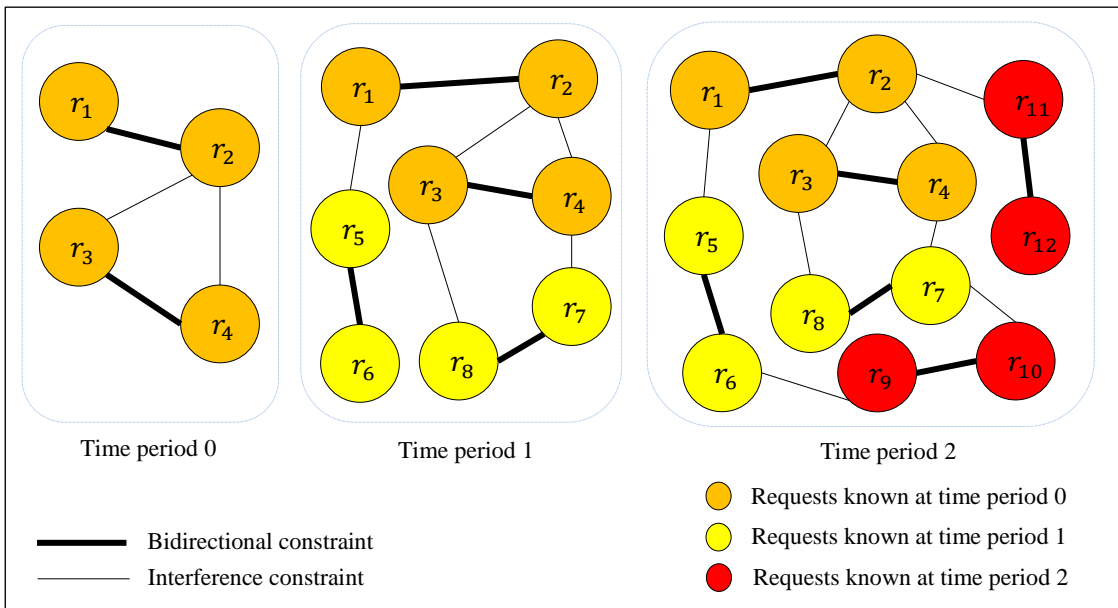 r₁
r₂
r₃
r₄
Time period 0
r₁
r₂
r₃
r₄
r₅
r₇
r₆
r₈
Time period 1
r₁
r₂
r₁₁
r₃
r₄
r₅
r₁₂
r₇
r₈
r₆
r₉
r₁₀
Time period 2
Requests known at time period 0
Requests known at time period 1
Requests known at time period 2
Bidirectional constraint
Interference constraint